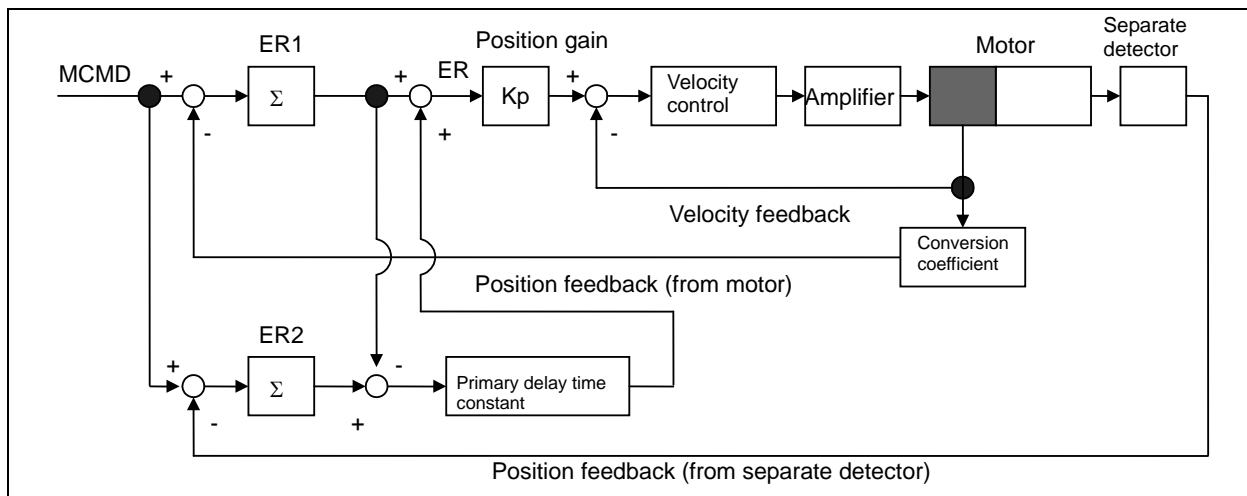 MCMD
ER1
Σ
Position gain
ER
Kp
Velocity
control
Amplifier
Motor
Separate
detector
+
-
+
+
+
-
Velocity feedback
Conversion
coefficient
Position feedback (from motor)
ER2
Σ
+
-
-
+
Primary delay time
constant
Position feedback (from separate detector)